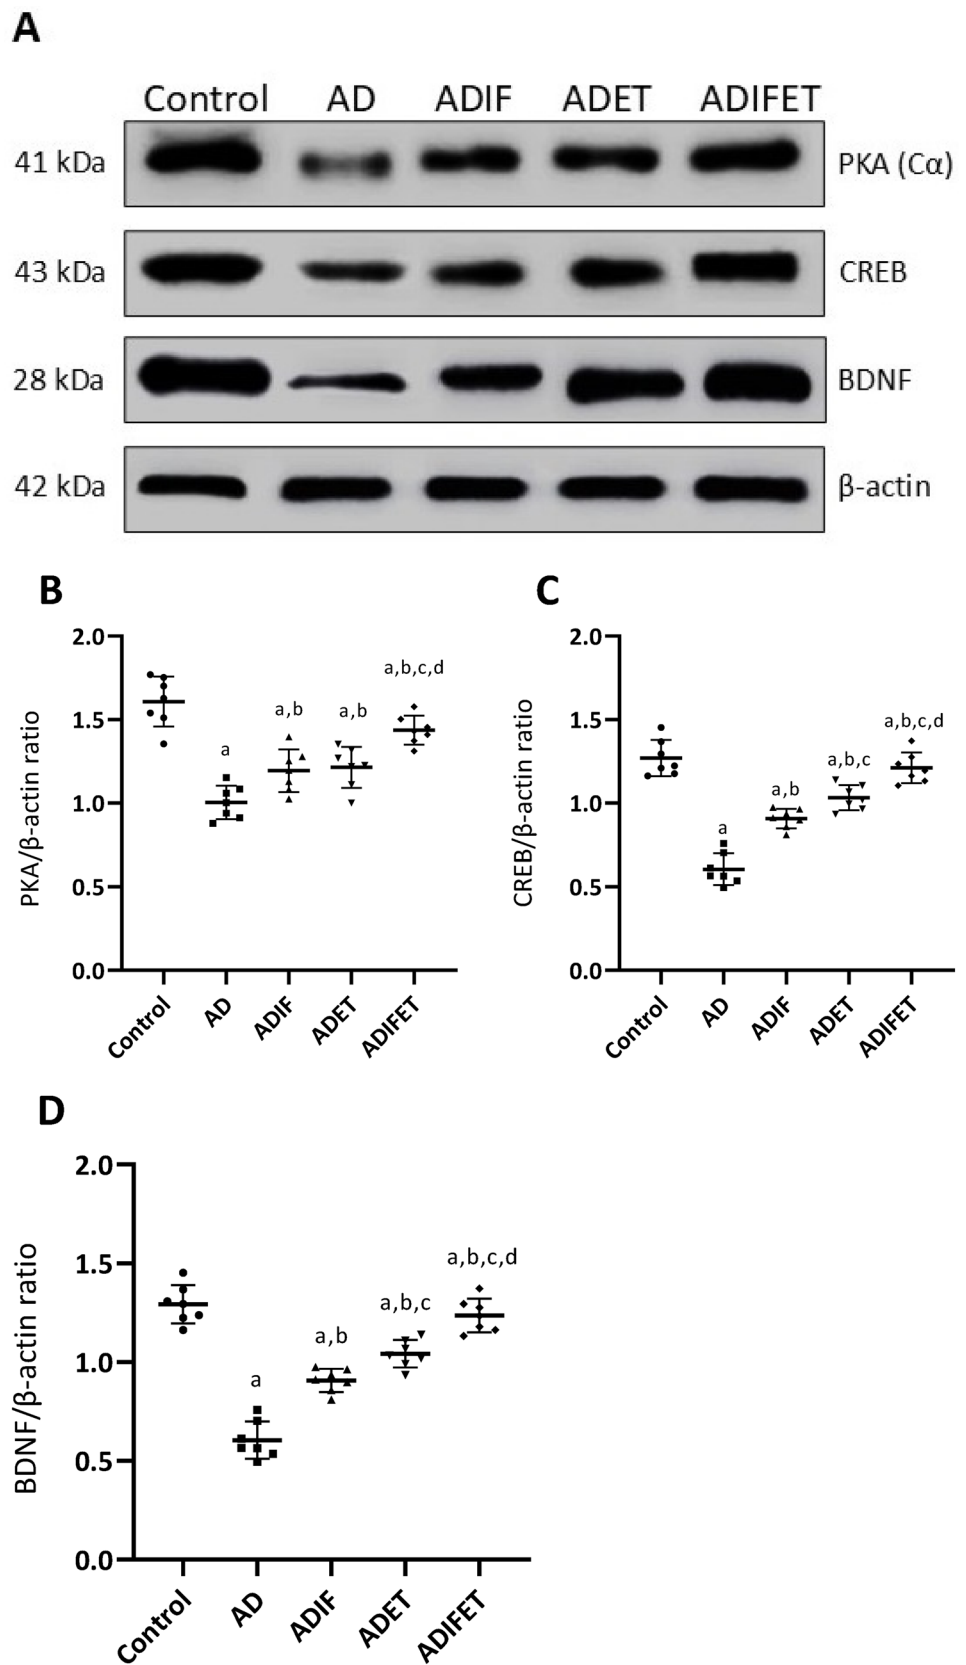 A
Control AD ADIF ADET ADIFET
41 kDa PKA (Cα)
43 kDa CREB
28 kDa BDNF
42 kDa β-actin
B
PKA/β-actin ratio
2.0
1.5
1.0
0.5
0.0
a
a,b
a,b
a,b,c,d
Control AD ADIF ADET ADIFET
C
CREB/β-actin ratio
2.0
1.5
1.0
0.5
0.0
a
a,b
a,b,c
a,b,c,d
Control AD ADIF ADET ADIFET
D
BDNF/β-actin ratio
2.0
1.5
1.0
0.5
0.0
a
a,b
a,b,c
a,b,c,d
Control AD ADIF ADET ADIFET